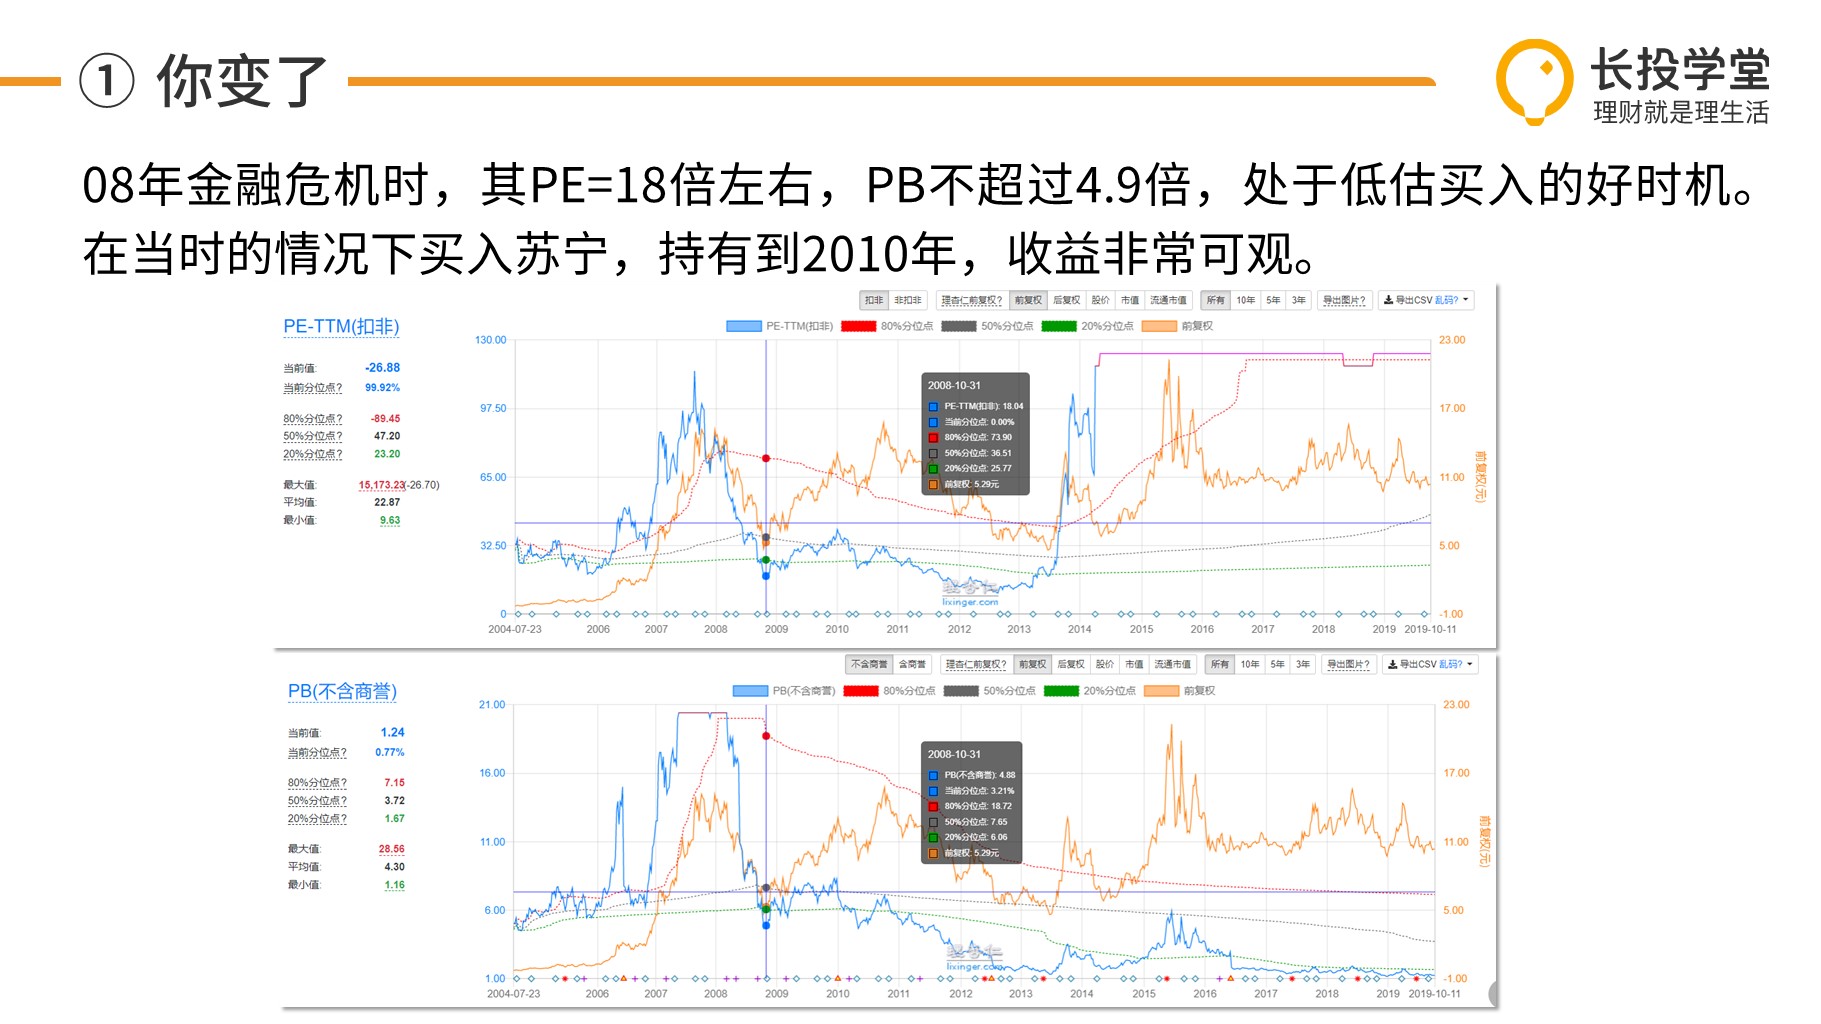 ① 你变了
长投学堂
理财就是理生活
08年金融危机时，其PE=18倍左右，PB不超过4.9倍，处于低估买入的好时机。
在当时的情况下买入苏宁，持有到2010年，收益非常可观。
扣非 非扣非 理杏仁前复权? 前复权 后复权 股价 市值 流通市值 所有 10年 5年 3年 导出图片? 导出CSV 乱码?
PE-TTM(扣非)
PE-TTM(扣非) 80%分位点 50%分位点 20%分位点 前复权
当前值: -26.88
当前分位点? 99.92%
80%分位点? -89.45
50%分位点? 47.20
20%分位点? 23.20
最大值: 15,173.23(-26.70)
平均值: 22.87
最小值: 9.63
130.00
97.50
65.00
32.50
0
23.00
17.00
11.00
5.00
-1.00
前复权(元)
2008-10-31
PE-TTM(扣非): 18.04
当前分位点: 0.00%
80%分位点: 73.90
50%分位点: 36.51
20%分位点: 25.77
前复权: 5.29元
理杏仁
lixinger.com
2004-07-23 2006 2007 2008 2009 2010 2011 2012 2013 2014 2015 2016 2017 2018 2019 2019-10-11
不含商誉 含商誉 理杏仁前复权? 前复权 后复权 股价 市值 流通市值 所有 10年 5年 3年 导出图片? 导出CSV 乱码?
PB(不含商誉)
PB(不含商誉) 80%分位点 50%分位点 20%分位点 前复权
当前值: 1.24
当前分位点? 0.77%
80%分位点? 7.15
50%分位点? 3.72
20%分位点? 1.67
最大值: 28.56
平均值: 4.30
最小值: 1.16
21.00
16.00
11.00
6.00
1.00
23.00
17.00
11.00
5.00
-1.00
前复权(元)
2008-10-31
PB(不含商誉): 4.88
当前分位点: 3.21%
80%分位点: 18.72
50%分位点: 7.65
20%分位点: 6.06
前复权: 5.29元
理杏仁
lixinger.com
2004-07-23 2006 2007 2008 2009 2010 2011 2012 2013 2014 2015 2016 2017 2018 2019 2019-10-11